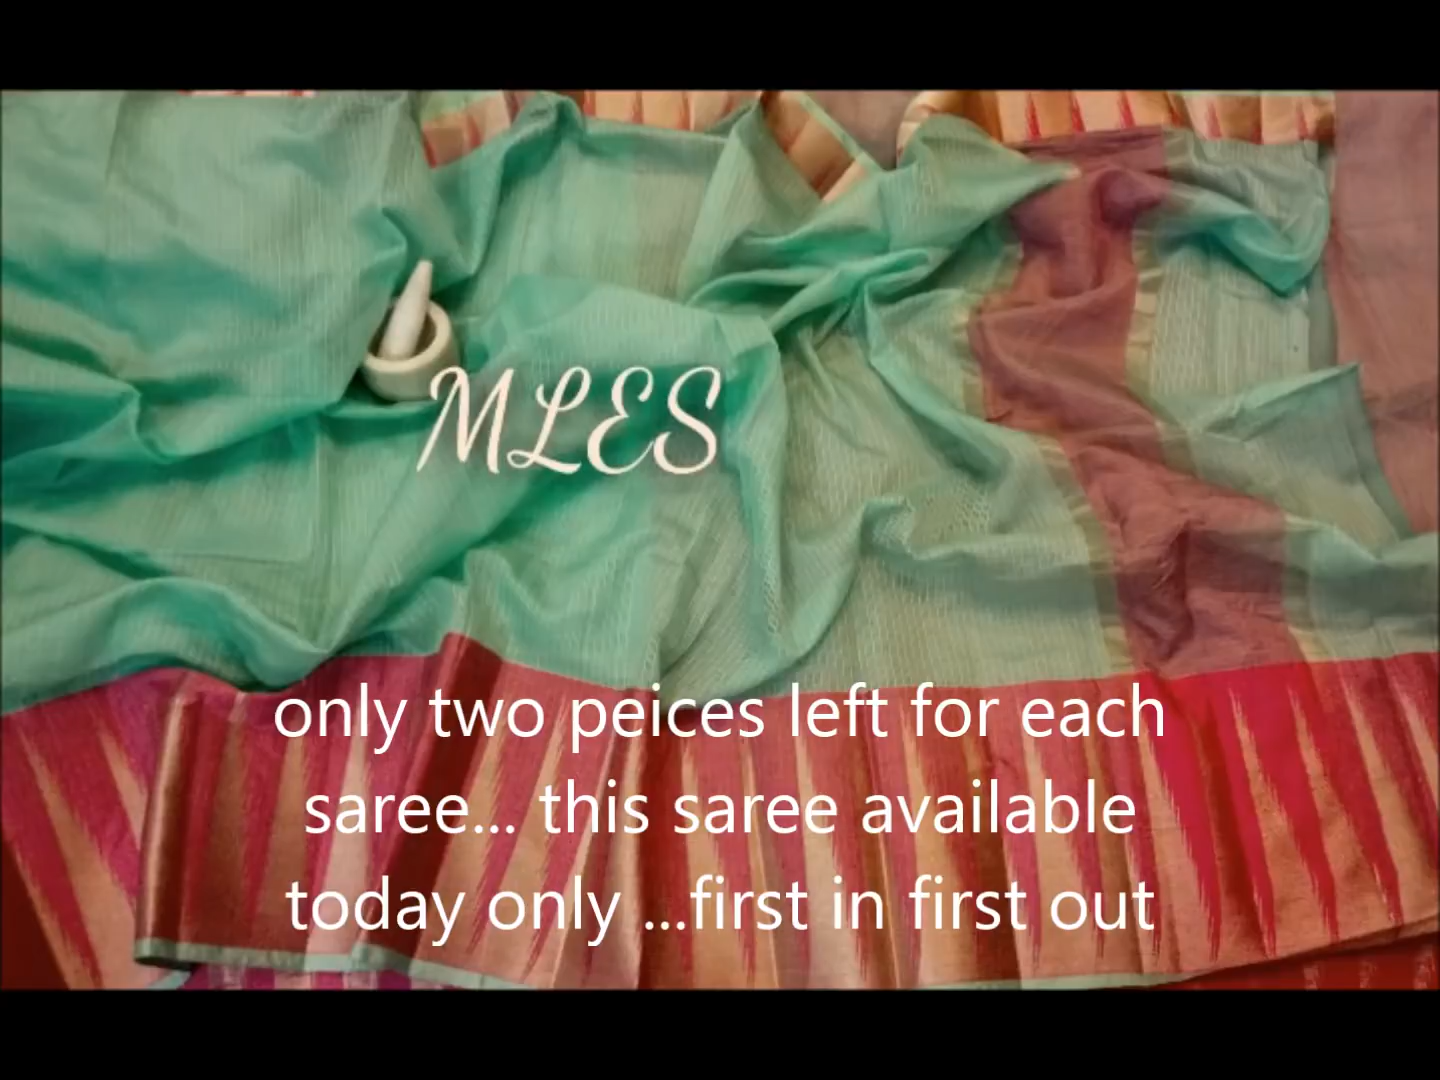 MLES
only two peices left for each
saree... this saree available
today only ...first in first out